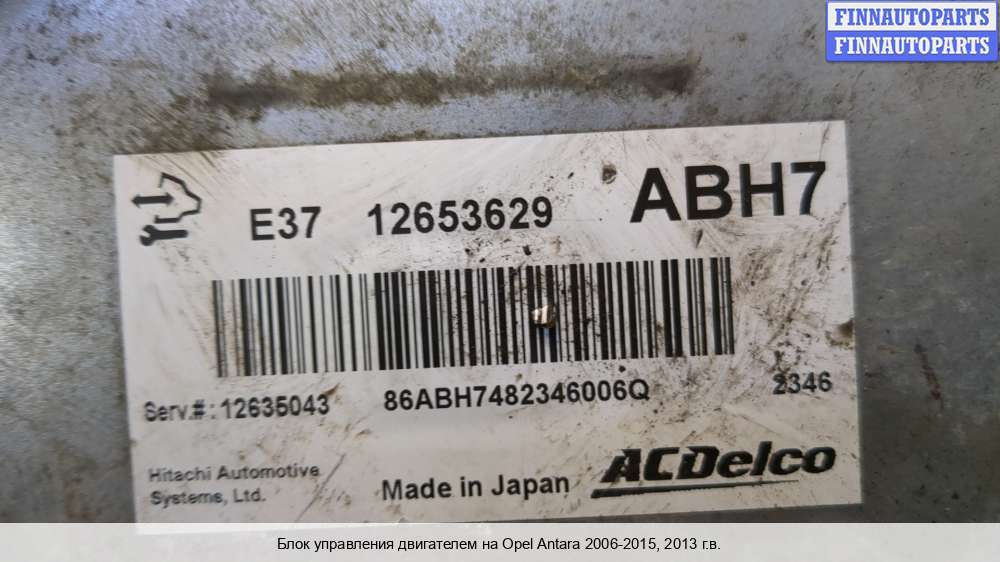 FINNAUTOPARTS
FINNAUTOPARTS
E37 12653629 ABH7
Serv.#: 12635043 86ABH7482346006Q 2346
Hitachi Automotive
Systems, Ltd.
Made in Japan ACDelco
Блок управления двигателем на Opel Antara 2006-2015, 2013 г.в.